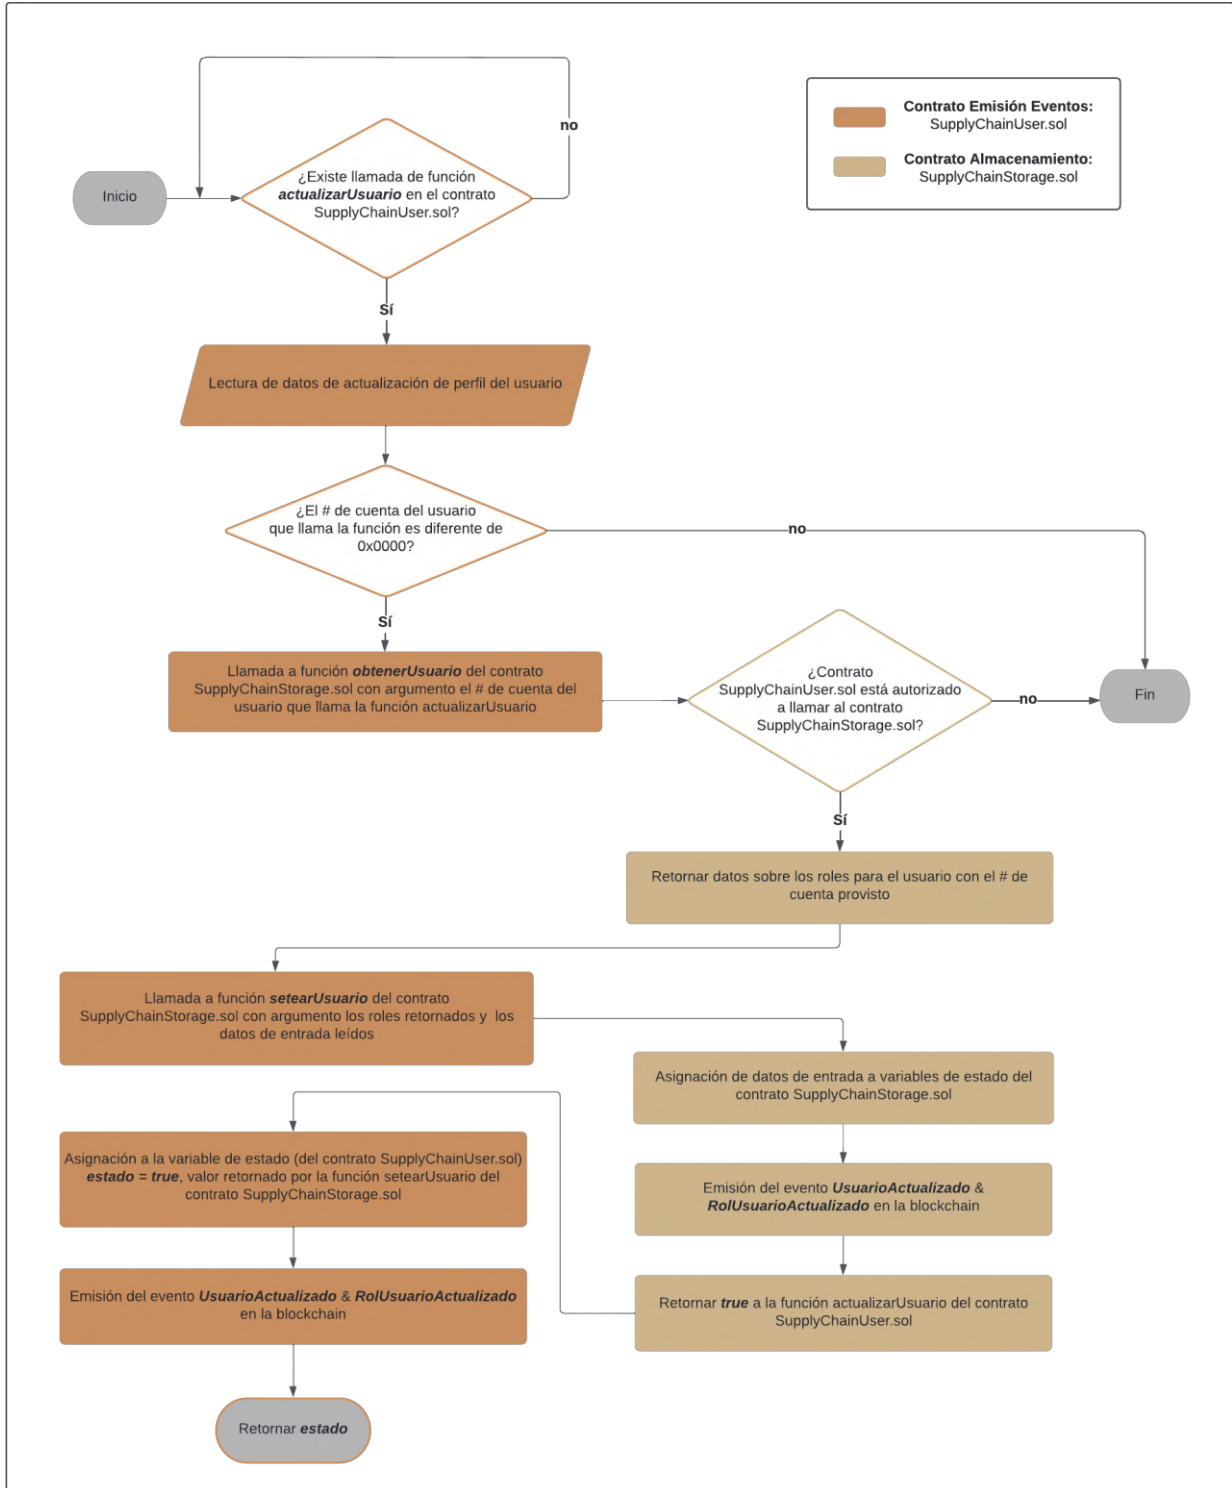 no
Contrato Emisión Eventos:
SupplyChainUser.sol
Contrato Almacenamiento:
SupplyChainStorage.sol
Inicio
¿Existe llamada de función
actualizarUsuario en el contrato
SupplyChainUser.sol?
Sí
Lectura de datos de actualización de perfil del usuario
¿El # de cuenta del usuario
que llama la función es diferente de
0x0000?
no
Sí
Llamada a función obtenerUsuario del contrato
SupplyChainStorage.sol con argumento el # de cuenta del
usuario que llama la función actualizarUsuario
¿Contrato
SupplyChainUser.sol está autorizado
a llamar al contrato
SupplyChainStorage.sol?
no
Fin
Sí
Retornar datos sobre los roles para el usuario con el # de
cuenta provisto
Llamada a función setearUsuario del contrato
SupplyChainStorage.sol con argumento los roles retornados y los
datos de entrada leídos
Asignación de datos de entrada a variables de estado del
contrato SupplyChainStorage.sol
Emisión del evento UsuarioActualizado &
RolUsuarioActualizado en la blockchain
Retornar true a la función actualizarUsuario del contrato
SupplyChainUser.sol
Asignación a la variable de estado (del contrato SupplyChainUser.sol)
estado = true, valor retornado por la función setearUsuario del
contrato SupplyChainStorage.sol
Emisión del evento UsuarioActualizado & RolUsuarioActualizado
en la blockchain
Retornar estado